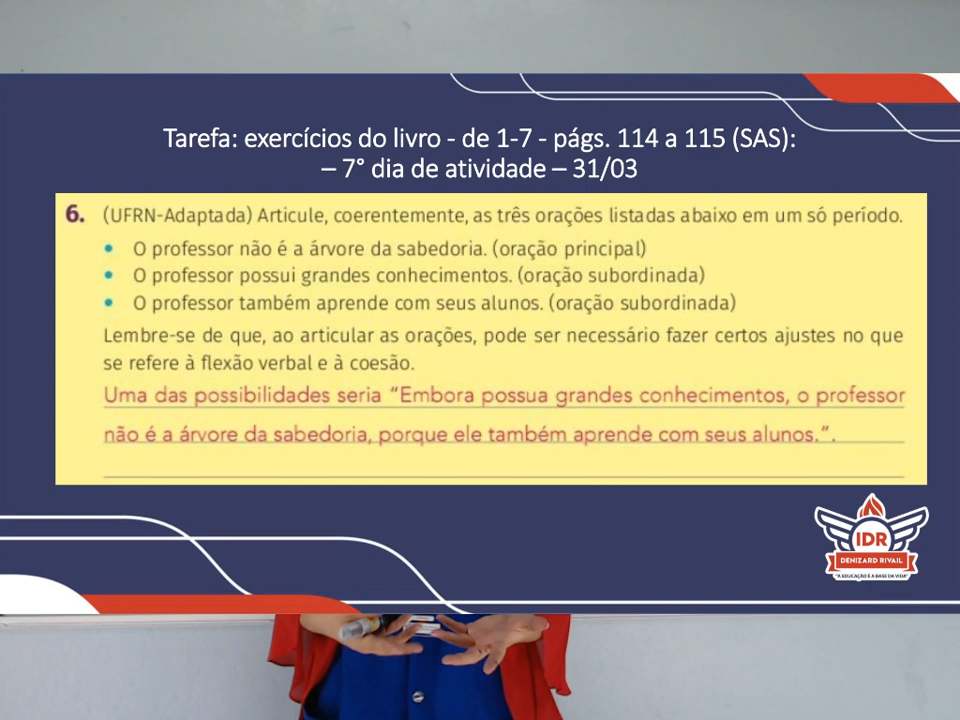 Tarefa: exercícios do livro - de 1-7 - págs. 114 a 115 (SAS):
– 7° dia de atividade – 31/03
6. (UFRN-Adaptada) Articule, coerentemente, as três orações listadas abaixo em um só período.
• O professor não é a árvore da sabedoria. (oração principal)
• O professor possui grandes conhecimentos. (oração subordinada)
• O professor também aprende com seus alunos. (oração subordinada)
Lembre-se de que, ao articular as orações, pode ser necessário fazer certos ajustes no que
se refere à flexão verbal e à coesão.
Uma das possibilidades seria “Embora possua grandes conhecimentos, o professor
não é a árvore da sabedoria, porque ele também aprende com seus alunos.”.
IDR
DENIZARD RIVAIL
"A EDUCAÇÃO É A BASE DA VIDA"